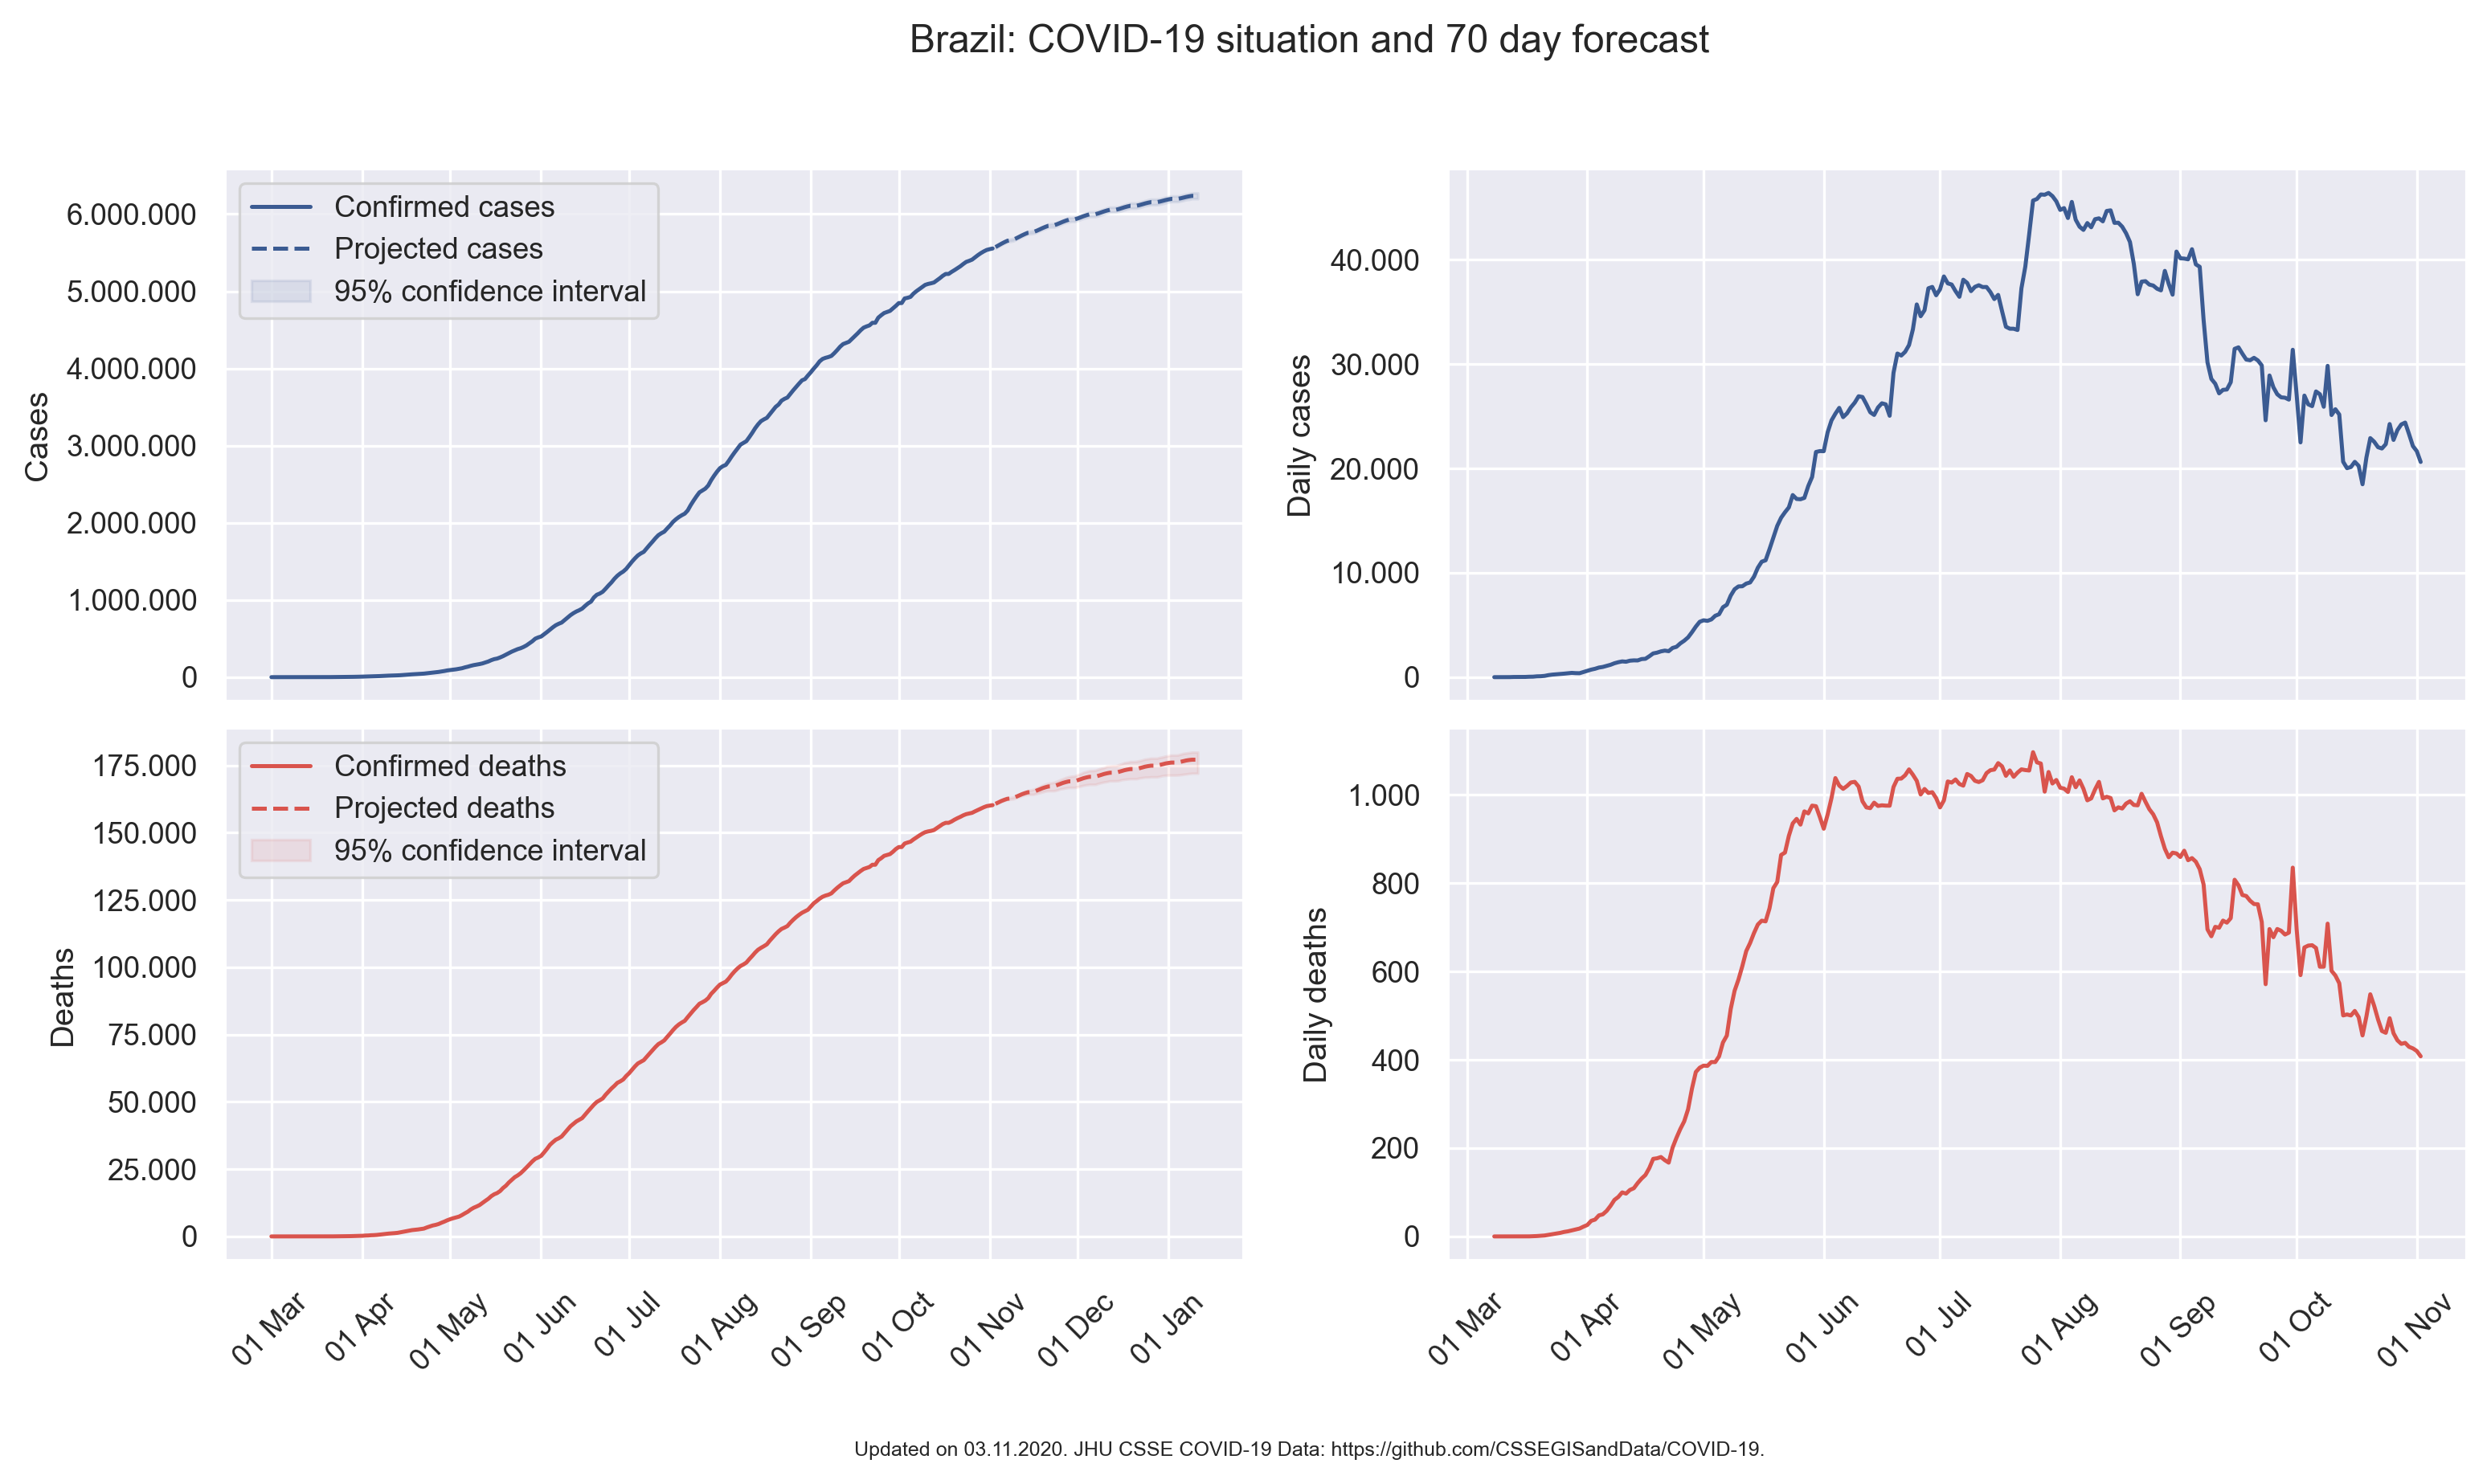 Brazil: COVID-19 situation and 70 day forecast
Confirmed cases
Projected cases
95% confidence interval
6.000.000
5.000.000
4.000.000
3.000.000
2.000.000
1.000.000
0
Cases
40.000
30.000
20.000
10.000
0
Daily cases
Confirmed deaths
Projected deaths
95% confidence interval
175.000
150.000
125.000
100.000
75.000
50.000
25.000
0
Deaths
01 Mar
01 Apr
01 May
01 Jun
01 Jul
01 Aug
01 Sep
01 Oct
01 Nov
01 Dec
01 Jan
1.000
800
600
400
200
0
Daily deaths
01 Mar
01 Apr
01 May
01 Jun
01 Jul
01 Aug
01 Sep
01 Oct
01 Nov
Updated on 03.11.2020. JHU CSSE COVID-19 Data: https://github.com/CSSEGISandData/COVID-19.